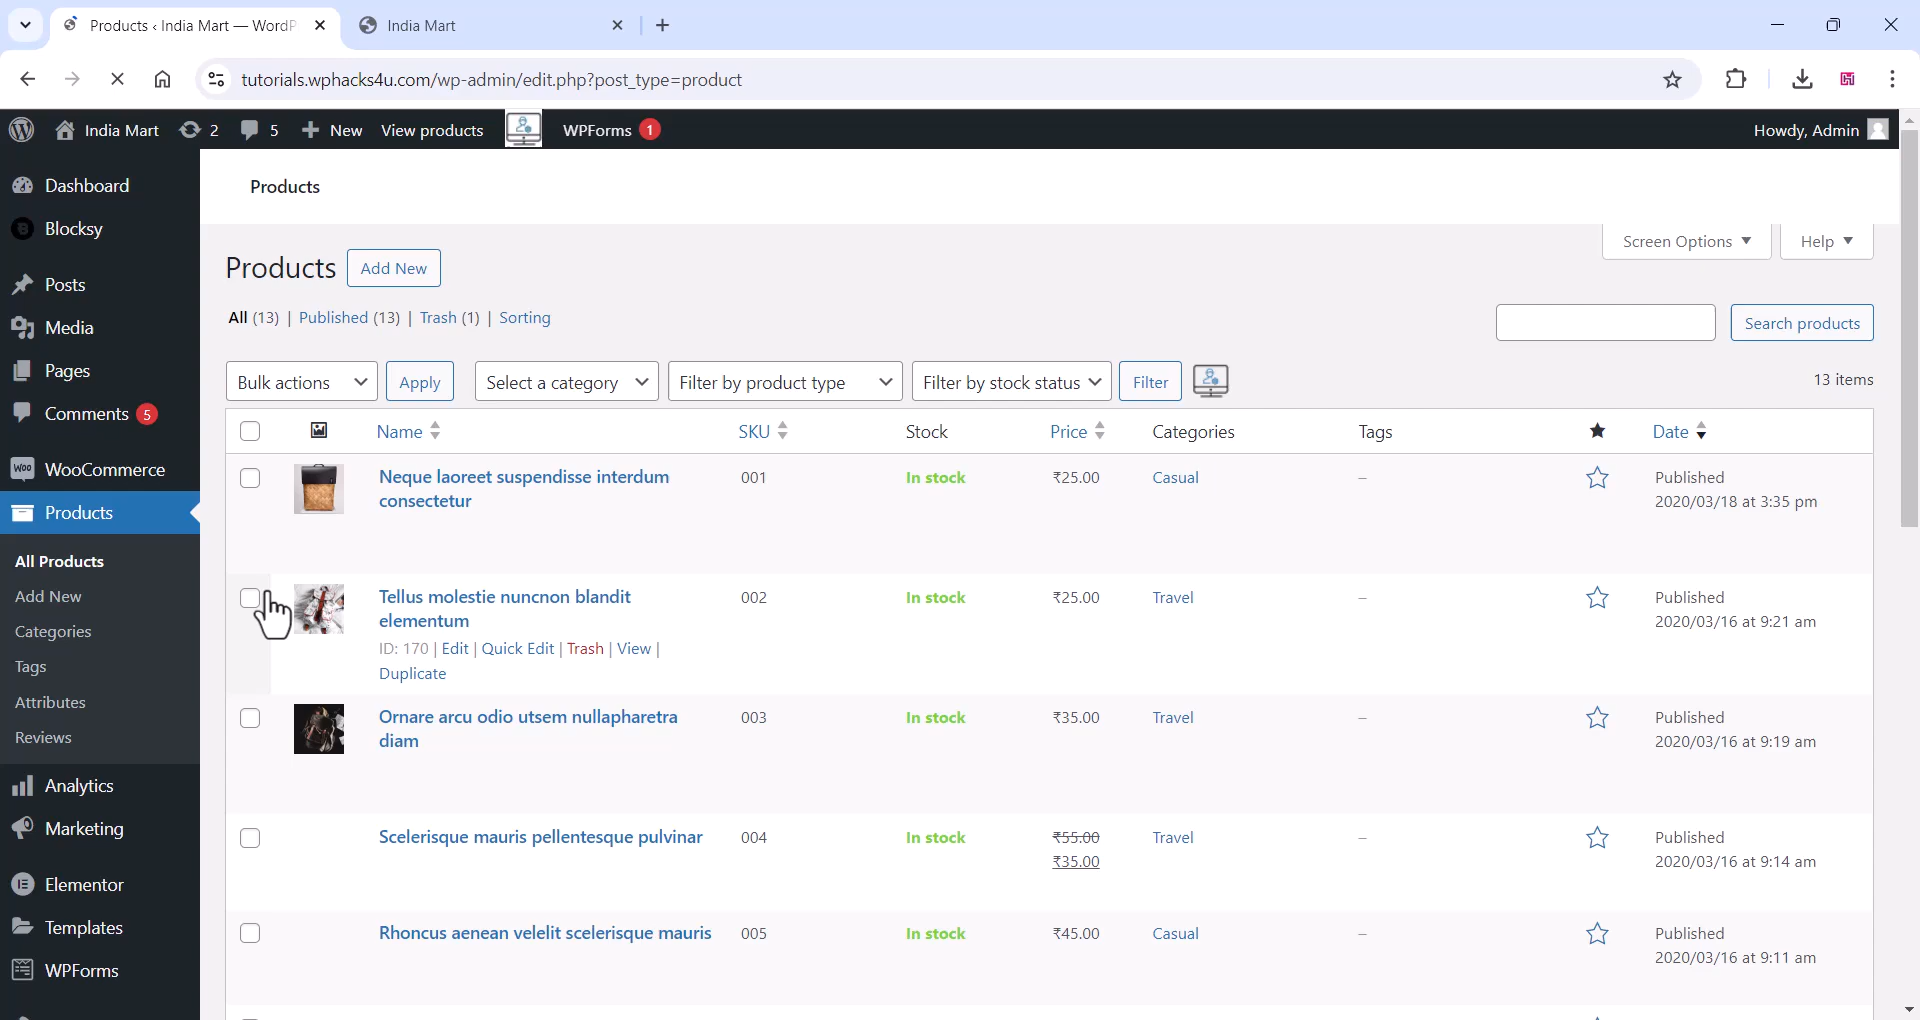 Products ‹ India Mart — WordP
India Mart
tutorials.wphacks4u.com/wp-admin/edit.php?post_type=product
India Mart 2 5 New View products WPForms 1 Howdy, Admin
Products
Dashboard
Blocksy
Posts
Media
Pages
Comments 5
WooCommerce
Products
All Products
Add New
Categories
Tags
Attributes
Reviews
Analytics
Marketing
Elementor
Templates
WPForms
Screen Options Help
Products Add New
All (13) | Published (13) | Trash (1) | Sorting
Search products
Bulk actions Apply Select a category Filter by product type Filter by stock status Filter 13 items
Name SKU Stock Price Categories Tags Date
Neque laoreet suspendisse interdum 001 In stock ₹25.00 Casual – Published
consectetur 2020/03/18 at 3:35 pm
Tellus molestie nuncnon blandit 002 In stock ₹25.00 Travel – Published
elementum 2020/03/16 at 9:21 am
ID: 170 | Edit | Quick Edit | Trash | View |
Duplicate
Ornare arcu odio utsem nullapharetra 003 In stock ₹35.00 Travel – Published
diam 2020/03/16 at 9:19 am
Scelerisque mauris pellentesque pulvinar 004 In stock ₹55.00 Travel – Published
₹35.00 2020/03/16 at 9:14 am
Rhoncus aenean velelit scelerisque mauris 005 In stock ₹45.00 Casual – Published
2020/03/16 at 9:11 am